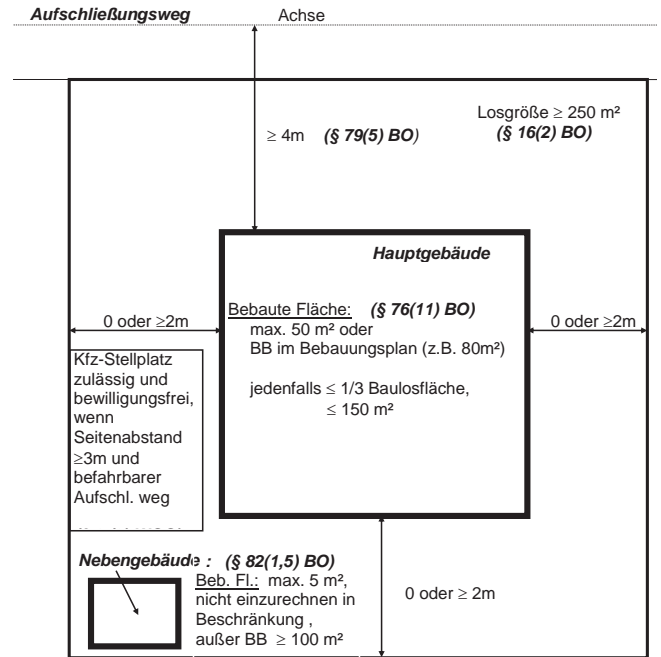 Aufschließungsweg Achse
Losgröße ≥ 250 m²
(§ 16(2) BO)
≥ 4m (§ 79(5) BO)
Hauptgebäude
0 oder ≥2m
Bebaute Fläche: (§ 76(11) BO)
max. 50 m² oder
BB im Bebauungsplan (z.B. 80m²)
jedenfalls ≤ 1/3 Baulosfläche,
≤ 150 m²
0 oder ≥2m
Kfz-Stellplatz
zulässig und
bewilligungsfrei,
wenn
Seitenabstand
≥3m und
befahrbarer
Aufschl. weg
Nebengebäude : (§ 82(1,5) BO)
Beb. Fl.: max. 5 m²,
nicht einzurechnen in
Beschränkung ,
außer BB ≥ 100 m²
0 oder ≥ 2m